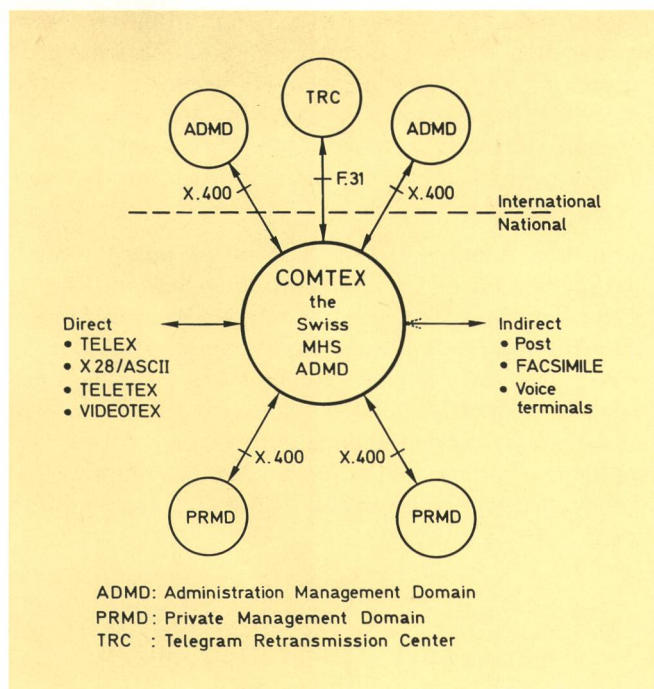 TRC
ADMD
ADMD
X.400
F.31
X.400
International
National
COMTEX
the
Swiss
MHS
ADMD
Direct
• TELEX
• X28/ASCII
• TELETEX
• VIDEOTEX
Indirect
• Post
• FACSIMILE
• Voice
terminals
X.400
X.400
PRMD
PRMD
ADMD: Administration Management Domain
PRMD: Private Management Domain
TRC : Telegram Retransmission Center